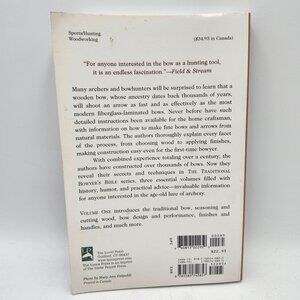 Sports/Hunting
Woodworking
($34.95 in Canada)
"For anyone interested in the bow as a hunting tool,
it is an endless fascination."—Field & Stream
Many archers and bowhunters will be surprised to learn that a
wooden bow, whose ancestry dates back thousands of years,
will shoot an arrow as fast and as effectively as the most
modern fiberglass-laminated bows. Never before have such
detailed instructions been available for the home craftsman,
with information on how to make fine bows and arrows from
natural materials. The authors thoroughly explain every facet
of the process, from choosing wood to applying finishes,
making construction easy even for the first-time bowyer.
With combined experience totaling over a century, the
authors have constructed over thousands of bows. Now they
reveal their secrets and techniques in THE TRADITIONAL
BOWYER'S BIBLE series, three essential volumes filled with
history, humor, and practical advice—invaluable information
for anyone interested in the age-old lure of archery.
VOLUME ONE introduces the traditional bow, seasoning and
cutting wood, bow design and performance, finishes and
handles, and much more.
The Lyons Press
Guilford, CT
The Lyons Press is an imprint
of The Globe Pequot Press
Printed in Canada
$22.95